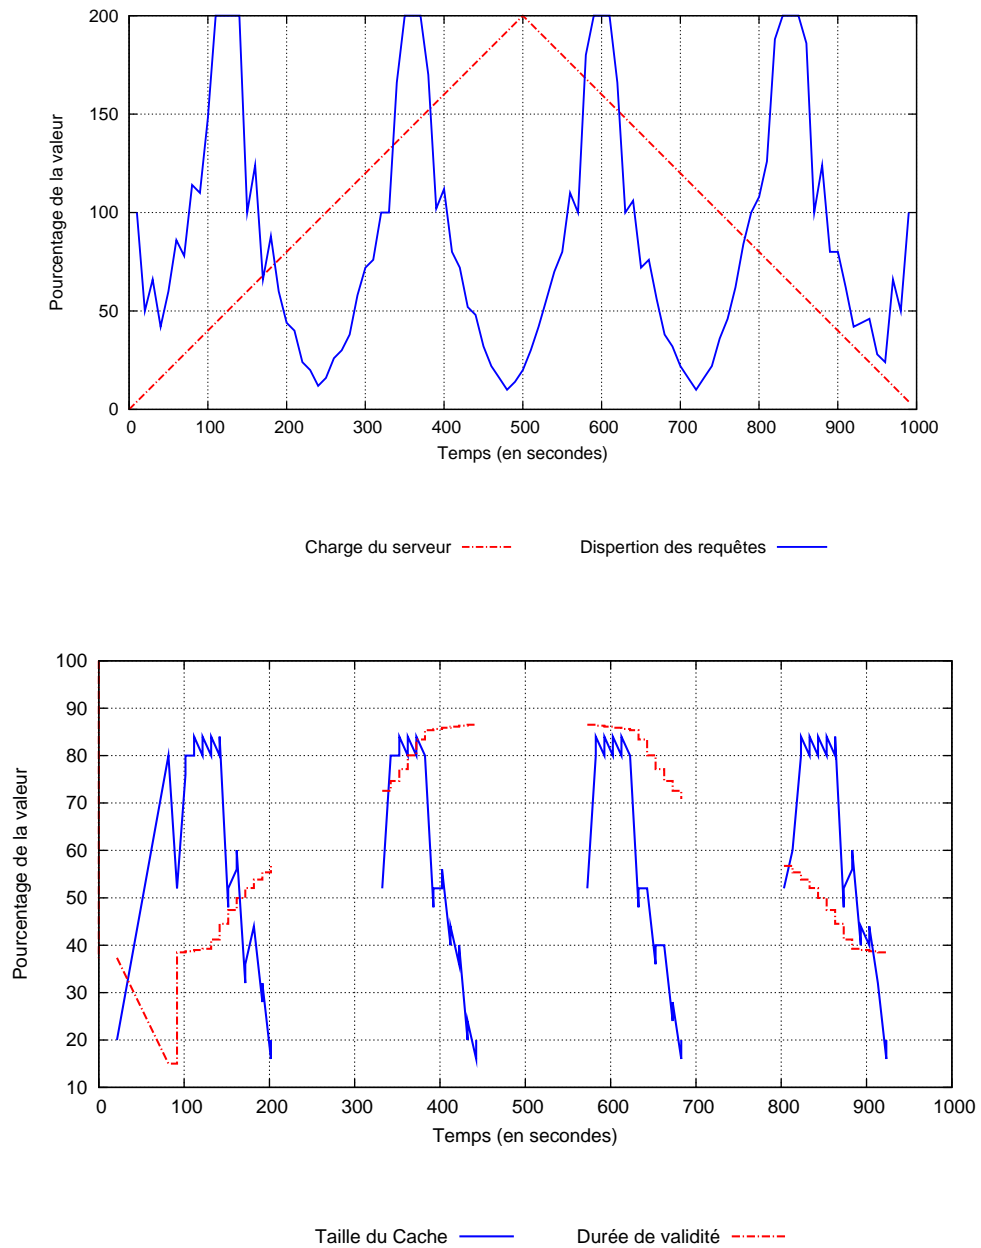 200
150
100
50
0
Pourcentage de la valeur
0 100 200 300 400 500 600 700 800 900 1000
Temps (en secondes)
Charge du serveur
Dispertion des requêtes
100
90
80
70
60
50
40
30
20
10
Pourcentage de la valeur
0 100 200 300 400 500 600 700 800 900 1000
Temps (en secondes)
Taille du Cache
Durée de validité